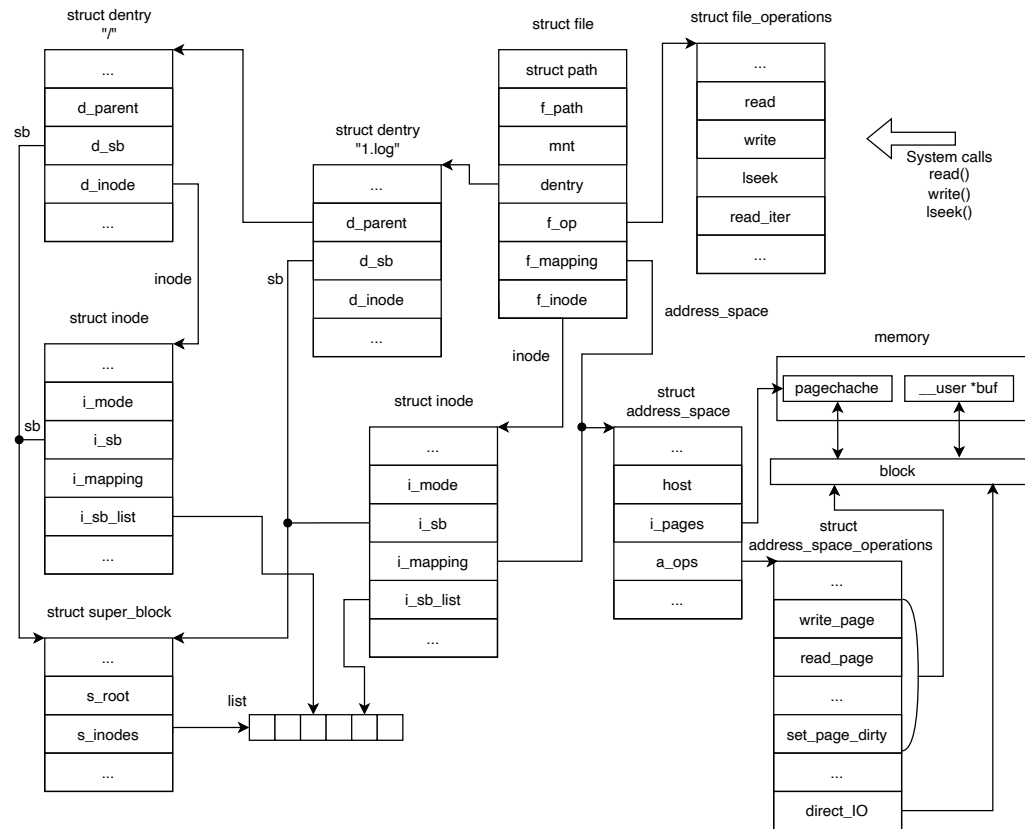 struct dentry
"/"
...
d_parent
d_sb
d_inode
...
sb
inode
struct inode
...
i_mode
i_sb
i_mapping
i_sb_list
...
sb
struct super_block
...
s_root
s_inodes
...
list
struct dentry
"1.log"
...
d_parent
d_sb
d_inode
...
sb
struct file
struct path
f_path
mnt
dentry
f_op
f_mapping
f_inode
inode
address_space
struct inode
...
i_mode
i_sb
i_mapping
i_sb_list
...
struct file_operations
...
read
write
lseek
read_iter
...
System calls
read()
write()
lseek()
struct
address_space
...
host
i_pages
a_ops
...
memory
pagechache
__user *buf
block
struct
address_space_operations
...
write_page
read_page
...
set_page_dirty
...
direct_IO